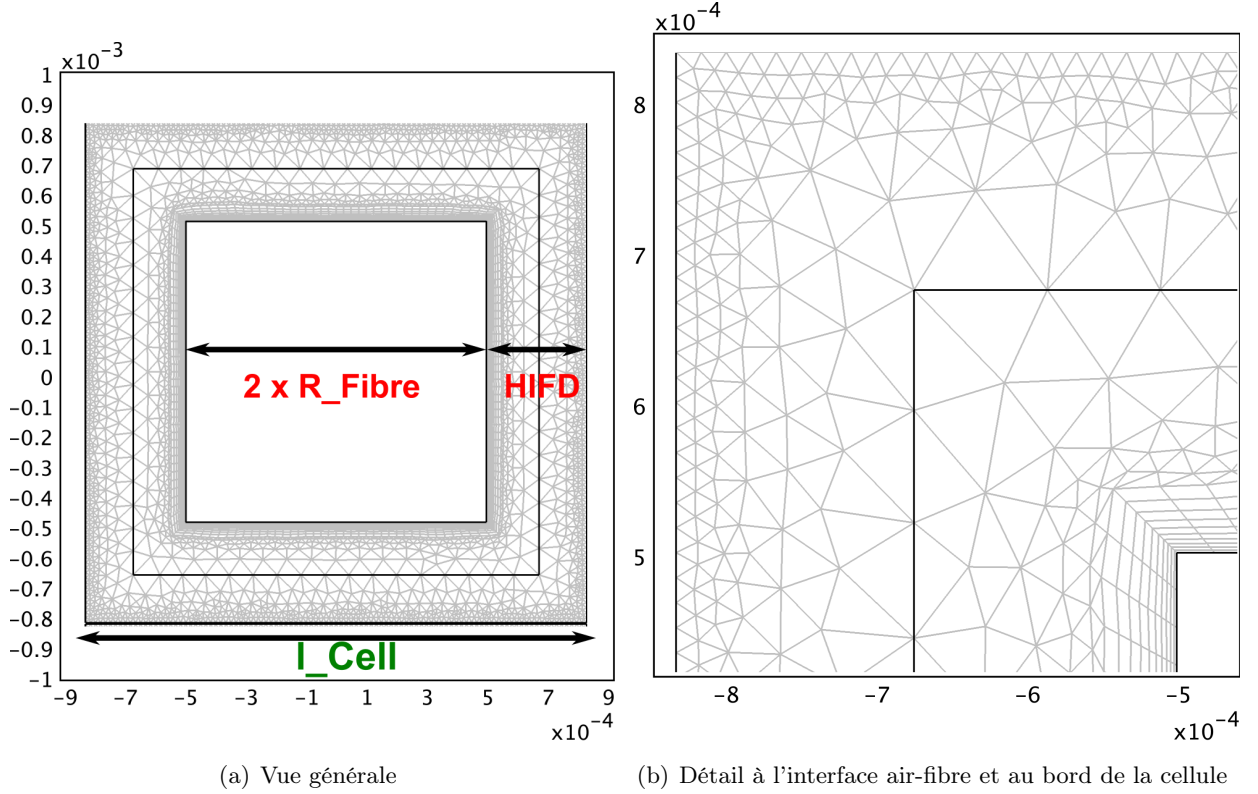 x10⁻³
1
0.9
0.8
0.7
0.6
0.5
0.4
0.3
0.2
0.1
0
−0.1
−0.2
−0.3
−0.4
−0.5
−0.6
−0.7
−0.8
−0.9
−1
2 x R_Fibre
HIFD
l_Cell
−9 −7 −5 −3 −1 1 3 5 7 9
x10⁻⁴
(a) Vue générale
x10⁻⁴
8
7
6
5
−8 −7 −6 −5
x10⁻⁴
(b) Détail à l'interface air-fibre et au bord de la cellule